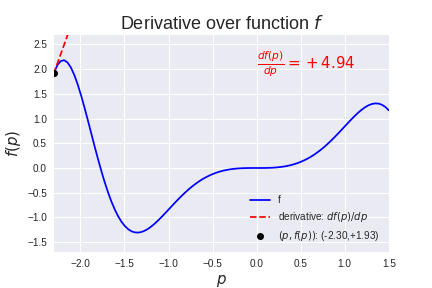 Derivative over function f
df(p)/dp = +4.94
f(p)
2.5
2.0
1.5
1.0
0.5
0.0
−0.5
−1.0
−1.5
f
derivative: df(p)/dp
(p, f(p)): (-2.30,+1.93)
−2.0 −1.5 −1.0 −0.5 0.0 0.5 1.0 1.5
p